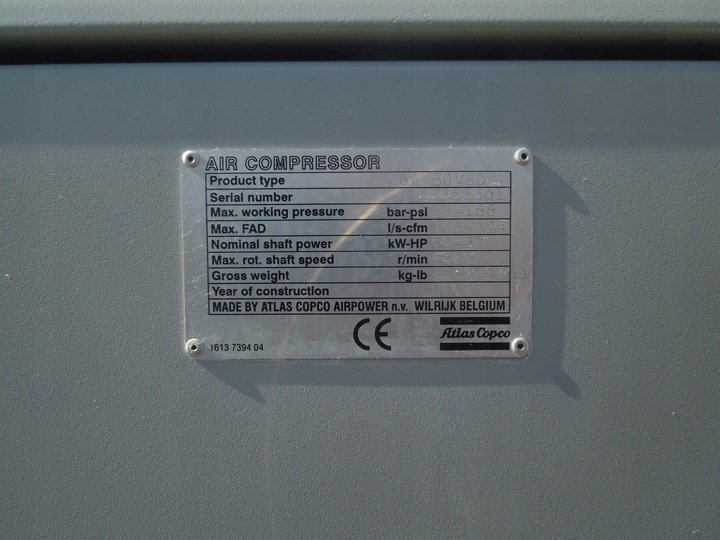 AIR COMPRESSOR
Product type GA 50VSD
Serial number
Max. working pressure bar-psi
Max. FAD l/s-cfm
Nominal shaft power kW-HP
Max. rot. shaft speed r/min
Gross weight kg-lb
Year of construction
MADE BY ATLAS COPCO AIRPOWER n.v. WILRIJK BELGIUM
CE
Atlas Copco
1613 7394 04